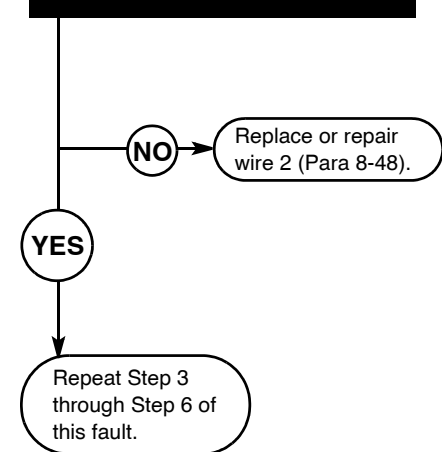 NO
Replace or repair
wire 2 (Para 8-48).
YES
Repeat Step 3
through Step 6 of
this fault.